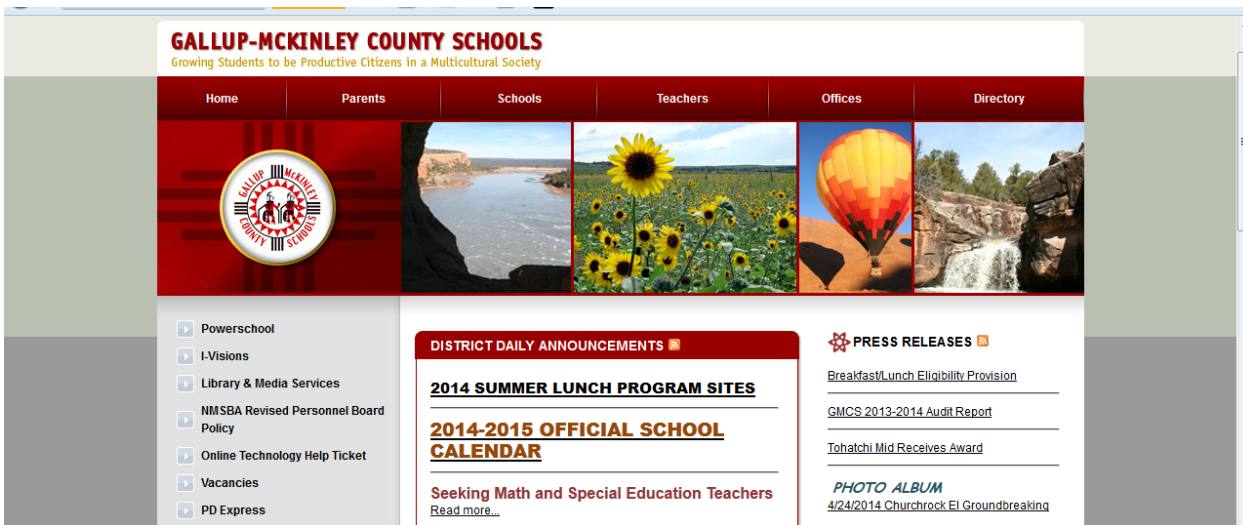 GALLUP-MCKINLEY COUNTY SCHOOLS
Growing Students to be Productive Citizens in a Multicultural Society
Home Parents Schools Teachers Offices Directory
GALLUP McKINLEY
COUNTY SCHOOLS
Powerschool
I-Visions
Library & Media Services
NMSBA Revised Personnel Board
Policy
Online Technology Help Ticket
Vacancies
PD Express
DISTRICT DAILY ANNOUNCEMENTS
2014 SUMMER LUNCH PROGRAM SITES
2014-2015 OFFICIAL SCHOOL
CALENDAR
Seeking Math and Special Education Teachers
Read more...
PRESS RELEASES
Breakfast/Lunch Eligibility Provision
GMCS 2013-2014 Audit Report
Tohatchi Mid Receives Award
PHOTO ALBUM
4/24/2014 Churchrock El Groundbreaking